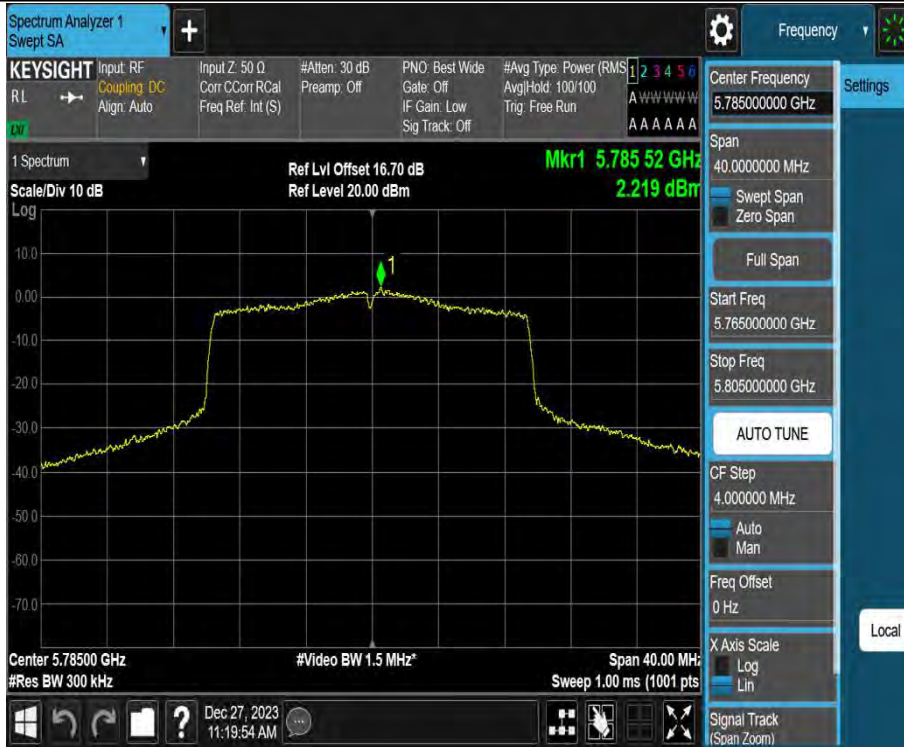 Spectrum Analyzer 1
Swept SA
+
Frequency
KEYSIGHT
RL
LXI
Input: RF
Coupling: DC
Align: Auto
Input Z: 50 Ω
Corr CCorr RCal
Freq Ref: Int (S)
#Atten: 30 dB
Preamp: Off
PNO: Best Wide
Gate: Off
IF Gain: Low
Sig Track: Off
#Avg Type: Power (RMS
Avg|Hold: 100/100
Trig: Free Run
1 2 3 4 5 6
A W W W W W
A A A A A A
1 Spectrum
Scale/Div 10 dB
Log
Ref Lvl Offset 16.70 dB
Ref Level 20.00 dBm
Mkr1 5.785 52 GHz
2.219 dBm
1
10.0
0.00
-10.0
-20.0
-30.0
-40.0
-50.0
-60.0
-70.0
Center 5.78500 GHz
#Res BW 300 kHz
#Video BW 1.5 MHz*
Span 40.00 MHz
Sweep 1.00 ms (1001 pts
?
Dec 27, 2023
11:19:54 AM
Center Frequency
5.785000000 GHz
Settings
Span
40.0000000 MHz
Swept Span
Zero Span
Full Span
Start Freq
5.765000000 GHz
Stop Freq
5.805000000 GHz
AUTO TUNE
CF Step
4.000000 MHz
Auto
Man
Freq Offset
0 Hz
Local
X Axis Scale
Log
Lin
Signal Track
(Span Zoom)